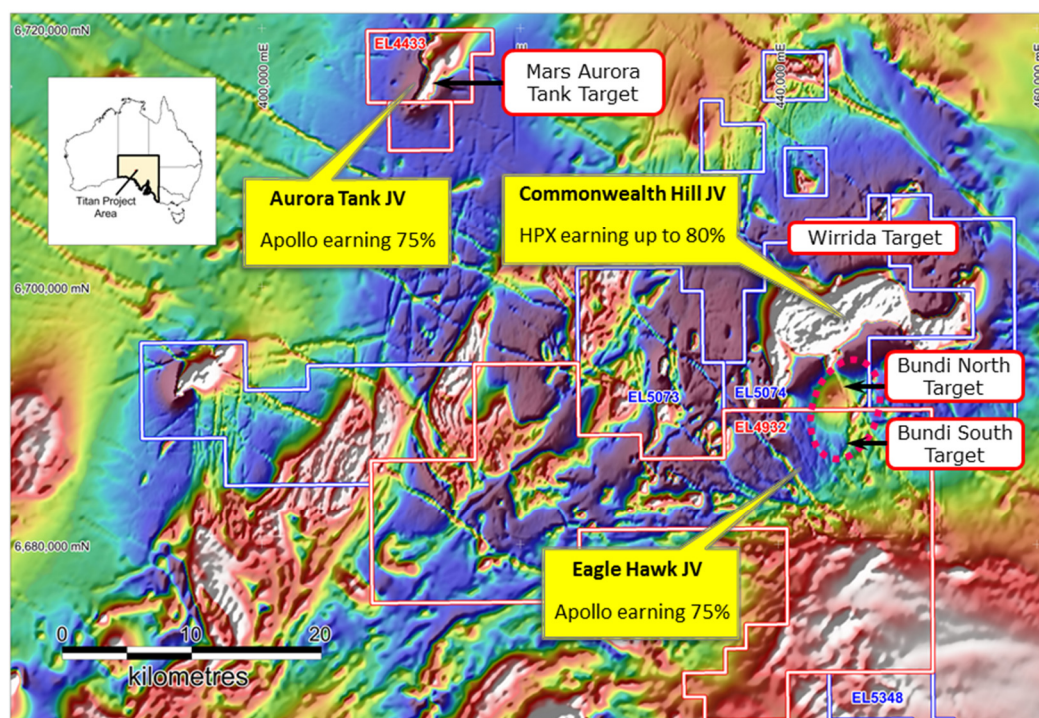 6,720,000 mN
400,000 mE
EL4433
Mars Aurora
Tank Target
440,000 mE
Titan Project
Area
Aurora Tank JV
Apollo earning 75%
Commonwealth Hill JV
HPX earning up to 80%
Wirrida Target
6,700,000 mN
Bundi North
Target
EL5073
EL5074
EL4932
Bundi South
Target
6,680,000 mN
Eagle Hawk JV
Apollo earning 75%
0
10
20
kilometres
EL5348